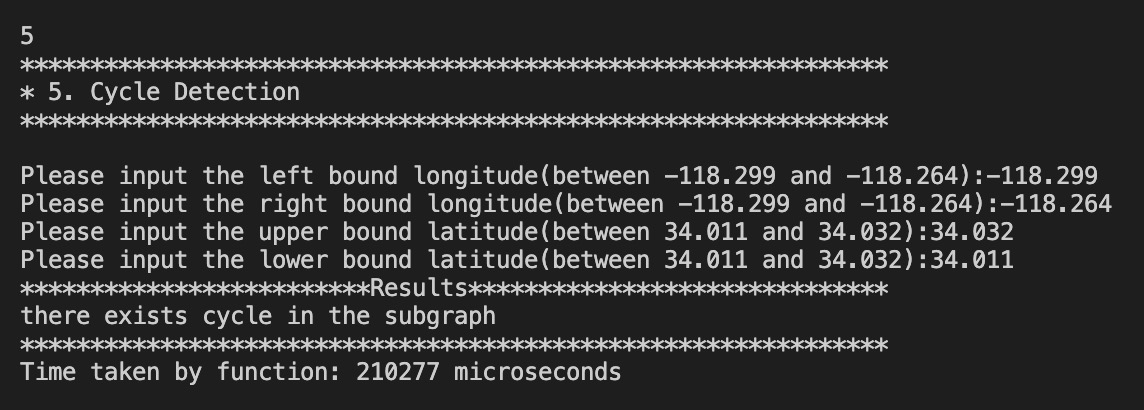 5
**************************************************************
* 5. Cycle Detection
**************************************************************
Please input the left bound longitude(between -118.299 and -118.264):-118.299
Please input the right bound longitude(between -118.299 and -118.264):-118.264
Please input the upper bound latitude(between 34.011 and 34.032):34.032
Please input the lower bound latitude(between 34.011 and 34.032):34.011
*************************Results******************************
there exists cycle in the subgraph
**************************************************************
Time taken by function: 210277 microseconds